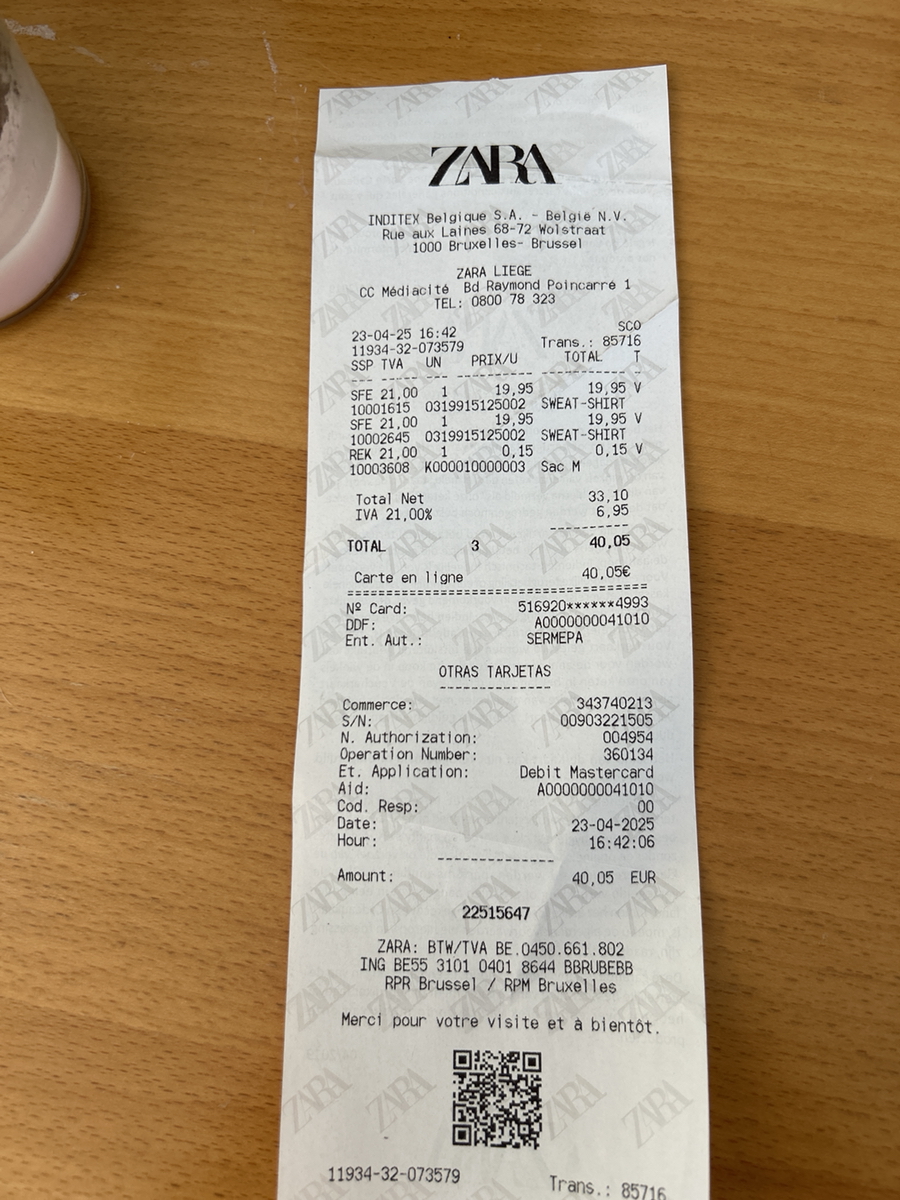 ZARA
INDITEX Belgique S.A. - België N.V.
Rue aux Laines 68-72 Wolstraat
1000 Bruxelles- Brussel
ZARA LIEGE
CC Médiacité Bd Raymond Poincarré 1
TEL: 0800 78 323
SCO
23-04-25 16:42
11934-32-073579 Trans.: 85716
SSP TVA UN PRIX/U TOTAL T
SFE 21,00 1 19,95 19,95 V
10001615 0319915125002 SWEAT-SHIRT
SFE 21,00 1 19,95 19,95 V
10002645 0319915125002 SWEAT-SHIRT
REK 21,00 1 0,15 0,15 V
10003608 K000010000003 Sac M
Total Net 33,10
IVA 21,00% 6,95
TOTAL 3 40,05
Carte en ligne 40,05€
Nº Card: 516920******4993
DDF: A0000000041010
Ent. Aut.: SERMEPA
OTRAS TARJETAS
Commerce: 343740213
S/N: 00903221505
N. Authorization: 004954
Operation Number: 360134
Et. Application: Debit Mastercard
Aid: A0000000041010
Cod. Resp: 00
Date: 23-04-2025
Hour: 16:42:06
Amount: 40,05 EUR
22515647
ZARA: BTW/TVA BE.0450.661.802
ING BE55 3101 0401 8644 BBRUBEBB
RPR Brussel / RPM Bruxelles
Merci pour votre visite et à bientôt.
11934-32-073579 Trans.: 85716